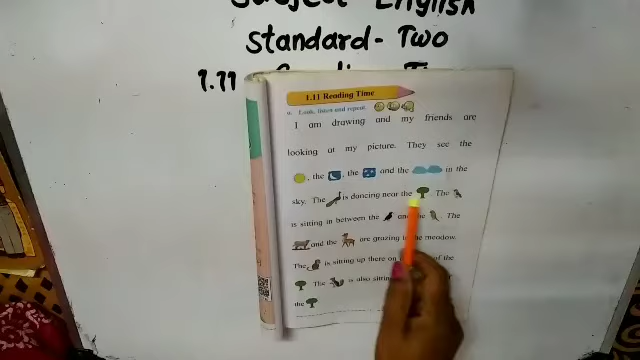 Subject - English
Standard - Two
1.11
1.11 Reading Time
Look, listen and repeat.
I am drawing and my friends are
looking at my picture. They see the
, the , the and the in the
sky. The is dancing near the . The
is sitting in between the and the . The
and the are grazing in the meadow.
The is sitting up there on of the
. The is also sitting
the